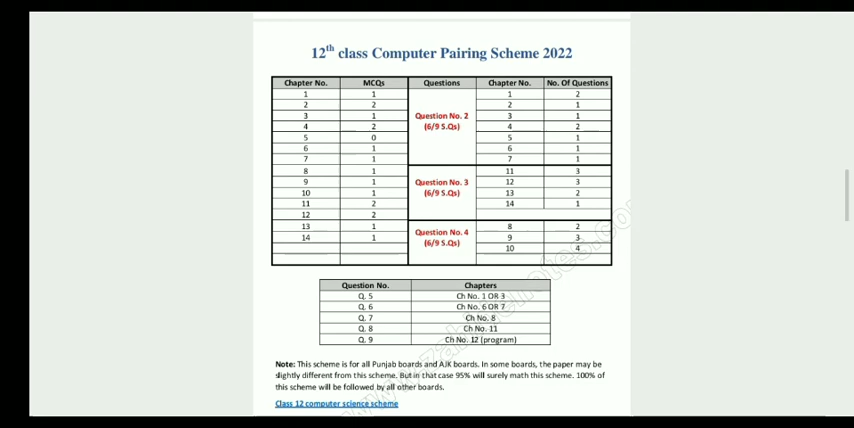 12th class Computer Pairing Scheme 2022
Chapter No. MCQs Questions Chapter No. No. Of Questions
1 1 1 2
2 2 2 1
3 1 Question No. 2 3 1
4 2 (6/9 S.Qs) 4 2
5 0 5 1
6 1 6 1
7 1 7 1
8 1 11 3
9 1 Question No. 3 12 3
10 1 (6/9 S.Qs) 13 2
11 2 14 1
12 2
13 1 Question No. 4 8 2
14 1 (6/9 S.Qs) 9 3
10 4
Question No. Chapters
Q. 5 Ch No. 1 OR 3
Q. 6 Ch No. 6 OR 7
Q. 7 Ch No. 8
Q. 8 Ch No. 11
Q. 9 Ch No. 12 (program)
Note: This scheme is for all Punjab boards and AJK boards. In some boards, the paper may be
slightly different from this scheme. But in that case 95% will surely math this scheme. 100% of
this scheme will be followed by all other boards.
Class 12 computer science scheme